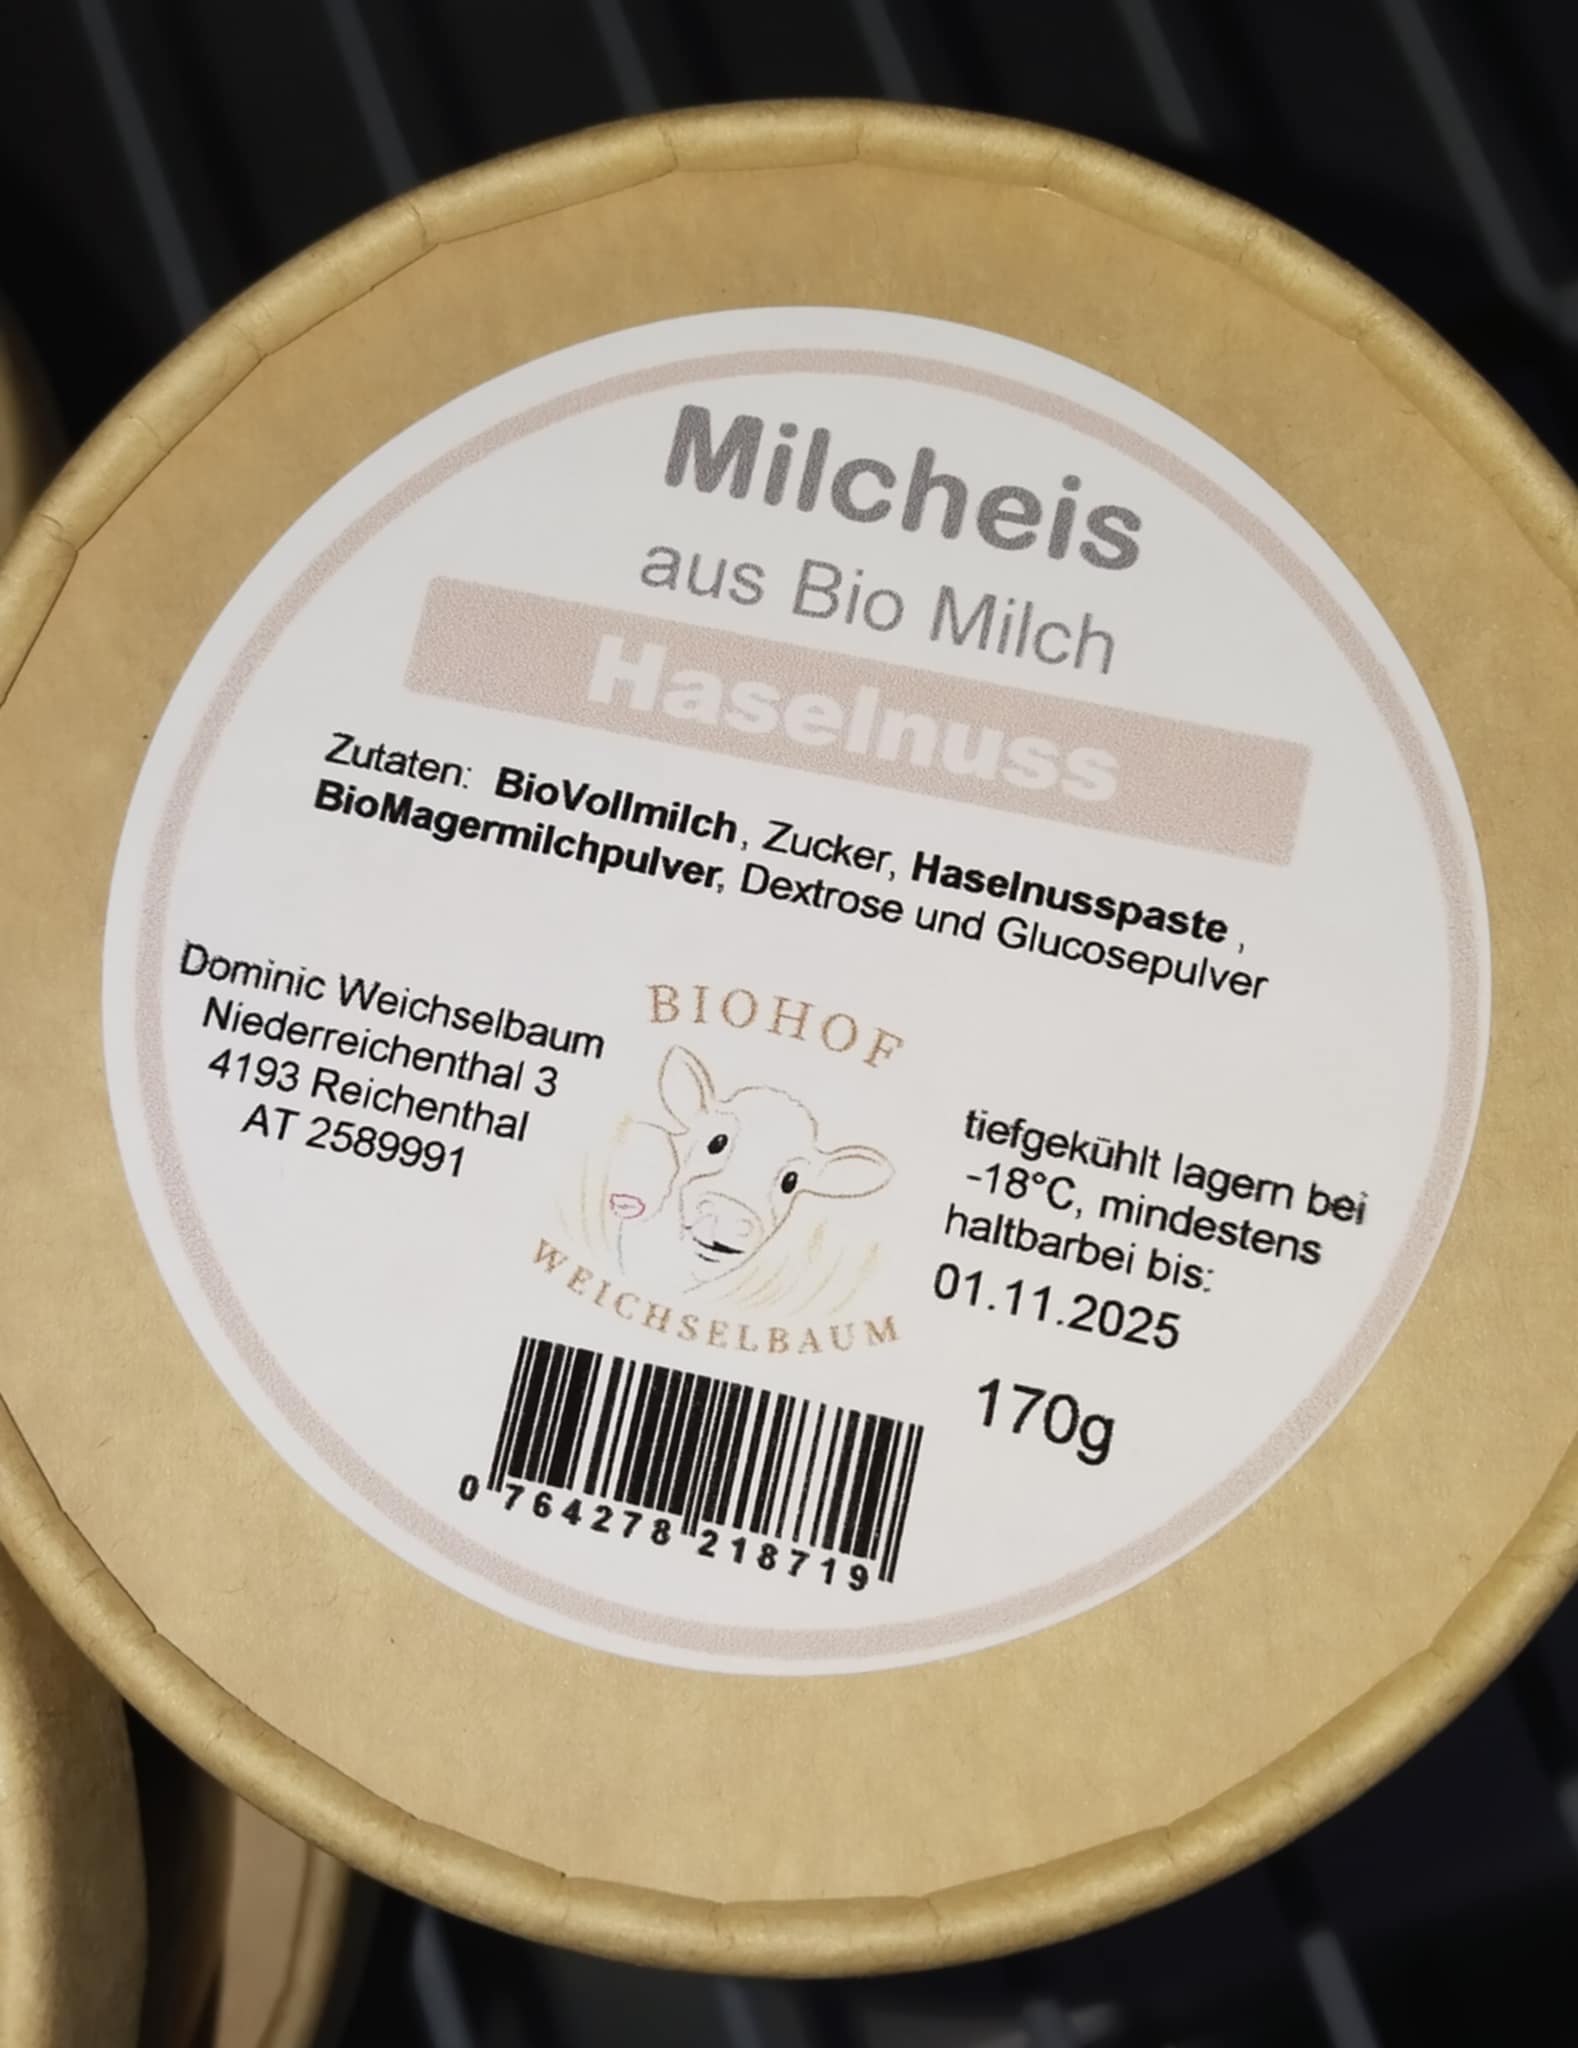 Milcheis
aus Bio Milch
Haselnuss
Zutaten: BioVollmilch, Zucker, Haselnusspaste ,
BioMagermilchpulver, Dextrose und Glucosepulver
Dominic Weichselbaum
Niederreichenthal 3
4193 Reichenthal
AT 2589991
BIOHOF
WEICHSELBAUM
tiefgekühlt lagern bei
-18°C, mindestens
haltbarbei bis:
01.11.2025
170g
0 764278 218719